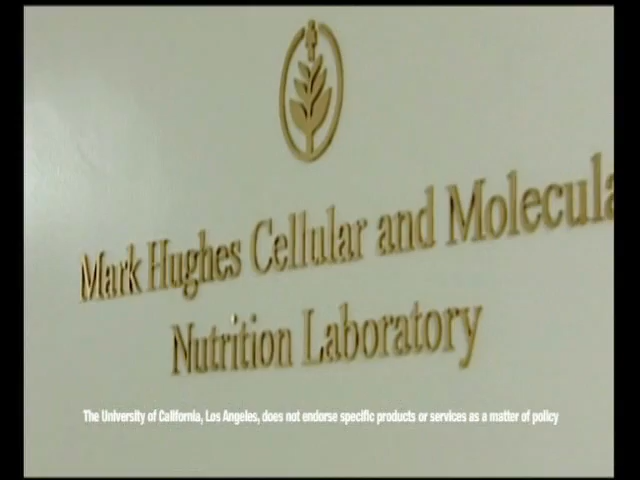 Mark Hughes Cellular and Molecula
Nutrition Laboratory
The University of California, Los Angeles, does not endorse specific products or services as a matter of policy